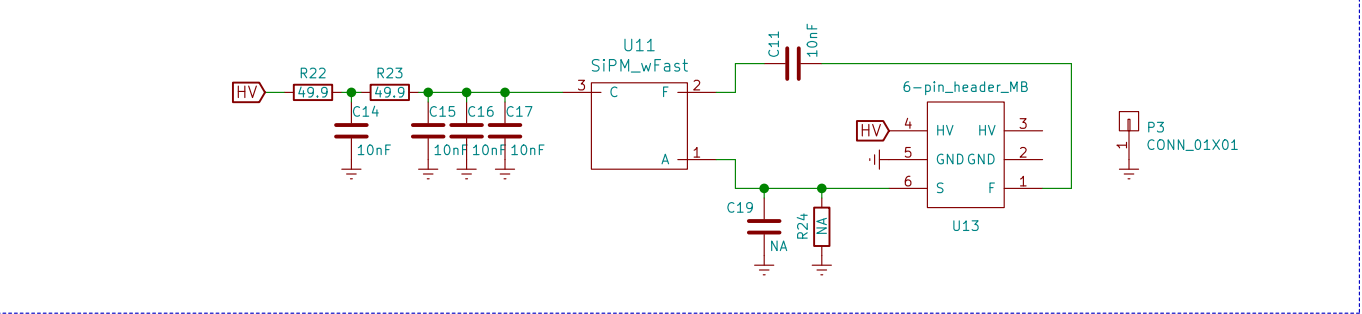 U11
SiPM_wFast
HV
R22
49.9
R23
49.9
C14
10nF
C15
10nF
C16
10nF
C17
10nF
3
C
F
2
A
1
C11
10nF
6-pin_header_MB
HV
4
HV
HV
3
5
GND
GND
2
6
S
F
1
U13
C19
NA
R24
NA
P3
CONN_01X01
1